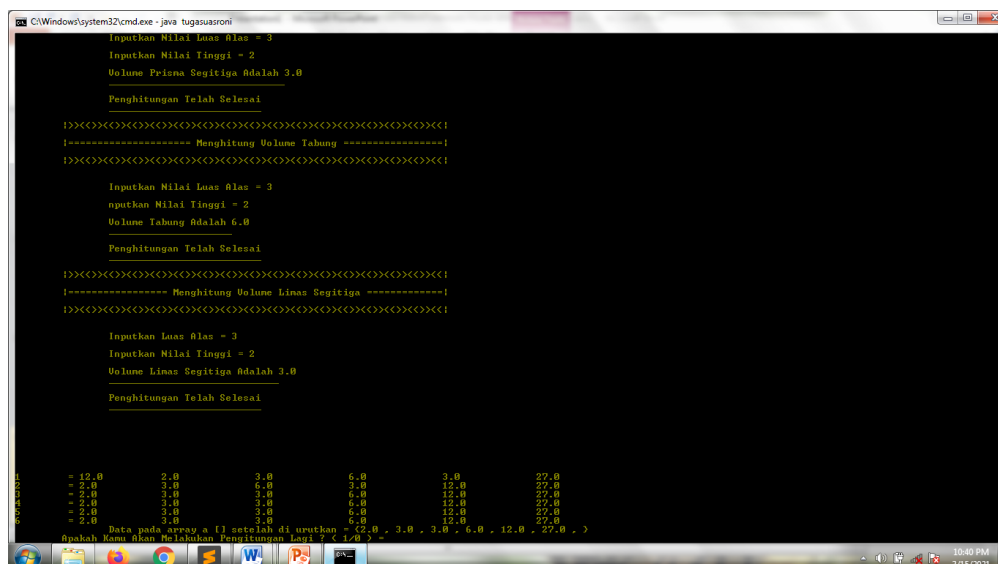 C:\Windows\system32\cmd.exe - java tugasuasroni
Inputkan Nilai Luas Alas = 3
Inputkan Nilai Tinggi = 2
Volume Prisma Segitiga Adalah 3.0
Penghitungan Telah Selesai
|>><<>><<>><<>><<>><<>><<>><<>><<>><<>><<>><<>><<>><<>><<>><<|
|===================== Menghitung Volume Tabung =================|
|>><<>><<>><<>><<>><<>><<>><<>><<>><<>><<>><<>><<>><<>><<>><<|
Inputkan Nilai Luas Alas = 3
nputkan Nilai Tinggi = 2
Volume Tabung Adalah 6.0
Penghitungan Telah Selesai
|>><<>><<>><<>><<>><<>><<>><<>><<>><<>><<>><<>><<>><<>><<>><<|
|================= Menghitung Volume Limas Segitiga =============|
|>><<>><<>><<>><<>><<>><<>><<>><<>><<>><<>><<>><<>><<>><<>><<|
Inputkan Luas Alas = 3
Inputkan Nilai Tinggi = 2
Volume Limas Segitiga Adalah 3.0
Penghitungan Telah Selesai
1 = 12.0 2.0 3.0 6.0 3.0 27.0
2 = 2.0 3.0 6.0 3.0 12.0 27.0
3 = 2.0 3.0 3.0 6.0 12.0 27.0
4 = 2.0 3.0 3.0 6.0 12.0 27.0
5 = 2.0 3.0 3.0 6.0 12.0 27.0
6 = 2.0 3.0 3.0 6.0 12.0 27.0
Data pada array a [] setelah di urutkan = (2.0 , 3.0 , 3.0 , 6.0 , 12.0 , 27.0 , )
Apakah Kamu Akan Melakukan Pengitungan Lagi ? ( 1/0 ) =
10:40 PM